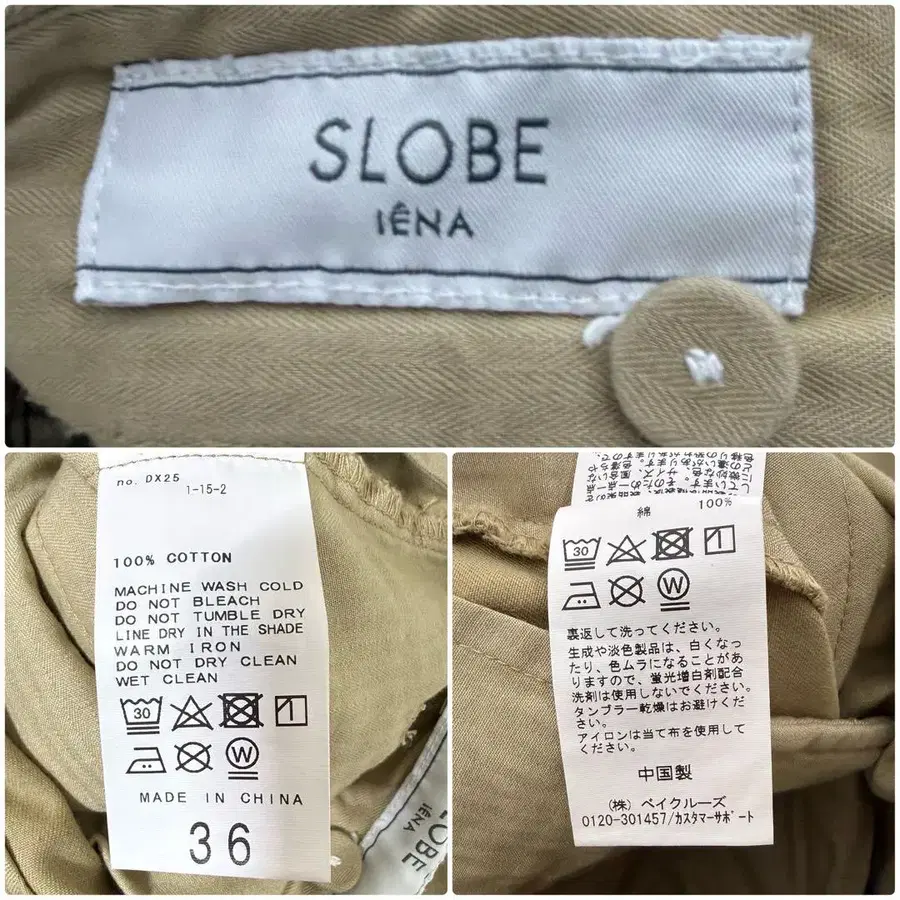 SLOBE
IÉNA
no. DX25
1-15-2
100% COTTON
MACHINE WASH COLD
DO NOT BLEACH
DO NOT TUMBLE DRY
LINE DRY IN THE SHADE
WARM IRON
DO NOT DRY CLEAN
WET CLEAN
30
W
MADE IN CHINA
36
SLOBE
IÉNA
綿 100%
30
W
裏返して洗ってください。
生成や淡色製品は、白くなっ
たり、色ムラになることがあ
りますので、蛍光増白剤配合
洗剤は使用しないでください。
タンブラー乾燥はお避けくだ
さい。
アイロンは当て布を使用して
ください。
中国製
(株) ベイクルーズ
0120-301457/カスタマーサポート